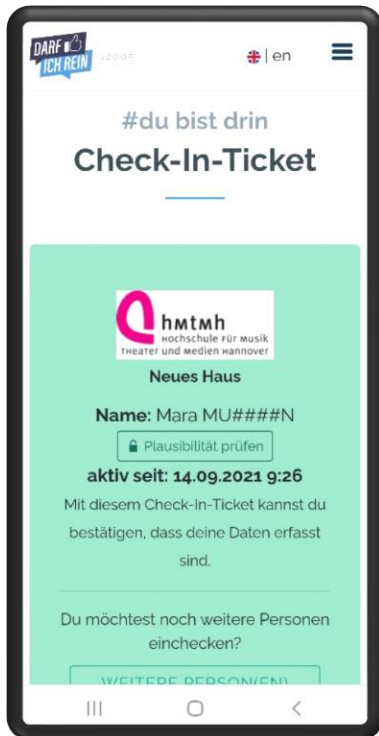 DARF
ICH REIN
| en
#du bist drin
Check-In-Ticket
hmtmh
Hochschule für Musik
Theater und Medien Hannover
Neues Haus
Name: Mara MU####N
Plausibilität prüfen
aktiv seit: 14.09.2021 9:26
Mit diesem Check-In-Ticket kannst du
bestätigen, dass deine Daten erfasst
sind.
Du möchtest noch weitere Personen
einchecken?
WEITERE PERSON(EN)